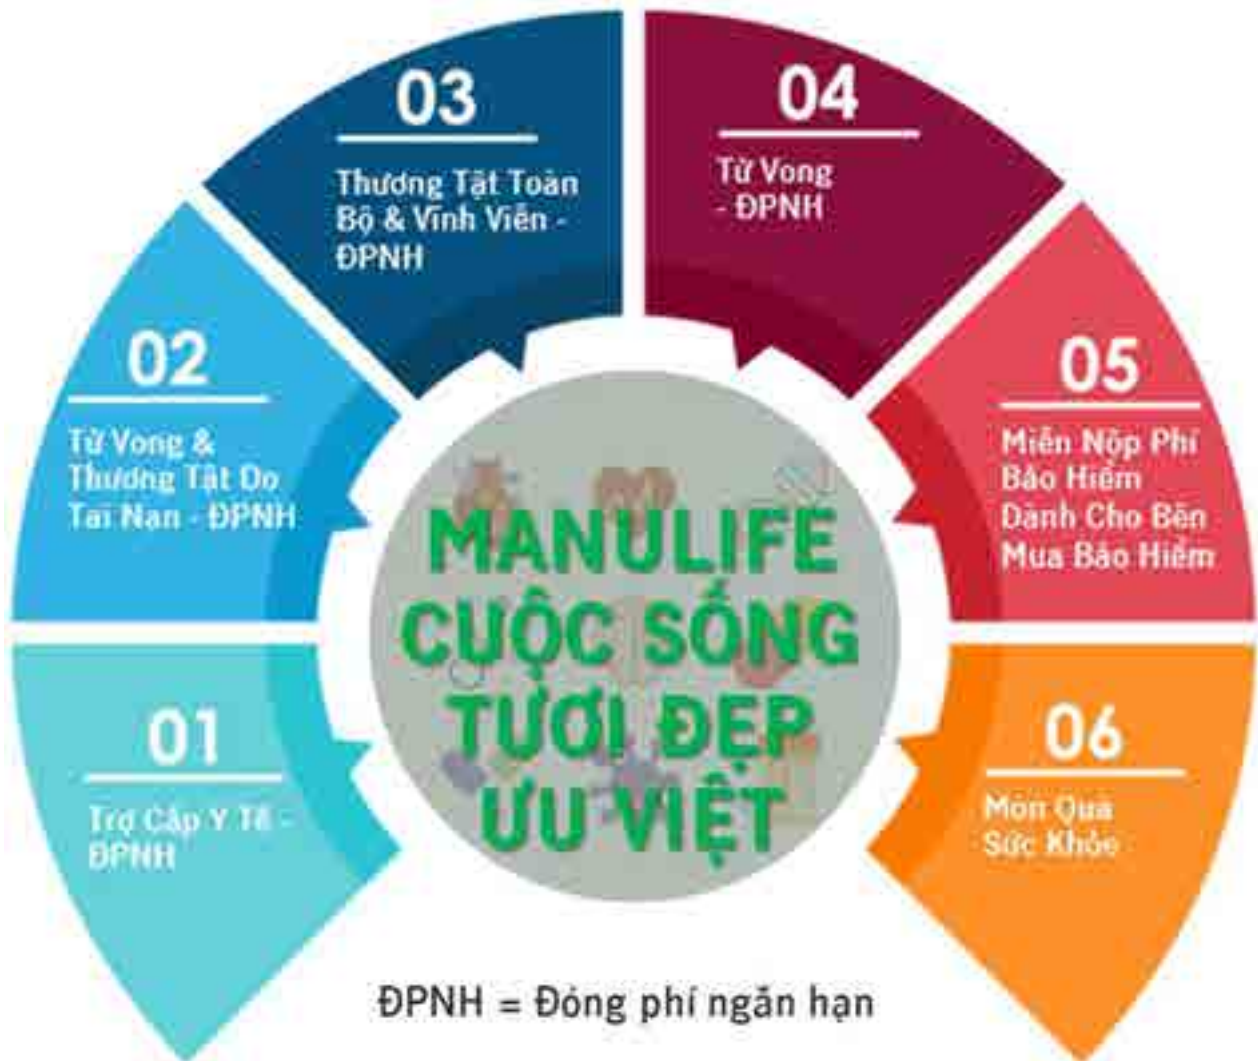 01
Trợ Cấp Y Tế -
ĐPNH
02
Tử Vong &
Thương Tật Do
Tai Nạn - ĐPNH
03
Thương Tật Toàn
Bộ & Vĩnh Viễn -
ĐPNH
04
Tử Vong
- ĐPNH
05
Miễn Nộp Phí
Bảo Hiểm
Dành Cho Bên
Mua Bảo Hiểm
06
Món Quà
Sức Khỏe
MANULIFE
CUỘC SỐNG
TƯƠI ĐẸP
ƯU VIỆT
ĐPNH = Đóng phí ngắn hạn